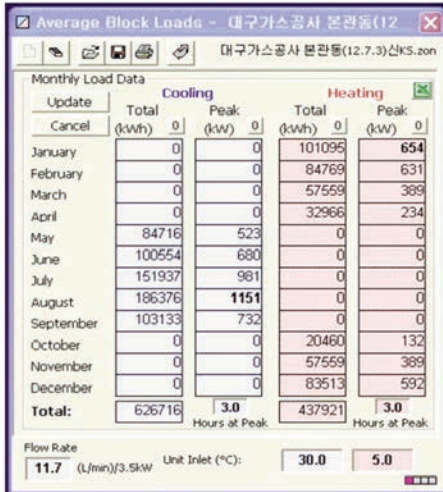 Average Block Loads - 대구가스공사 본관동(12
대구가스공사 본관동(12.7.3)신KS.zon
Monthly Load Data
Cooling Heating
Update Total Peak Total Peak
Cancel (kWh) 0 (kW) 0 (kWh) 0 (kW) 0
January 0 0 101095 654
February 0 0 84769 631
March 0 0 57559 389
April 0 0 32966 234
May 84716 523 0 0
June 100554 680 0 0
July 151937 981 0 0
August 186376 1151 0 0
September 103133 732 0 0
October 0 0 20460 132
November 0 0 57559 389
December 0 0 83513 592
Total: 626716 3.0 437921 3.0
Hours at Peak Hours at Peak
Flow Rate
11.7 (L/min)/3.5kW Unit Inlet (°C): 30.0 5.0